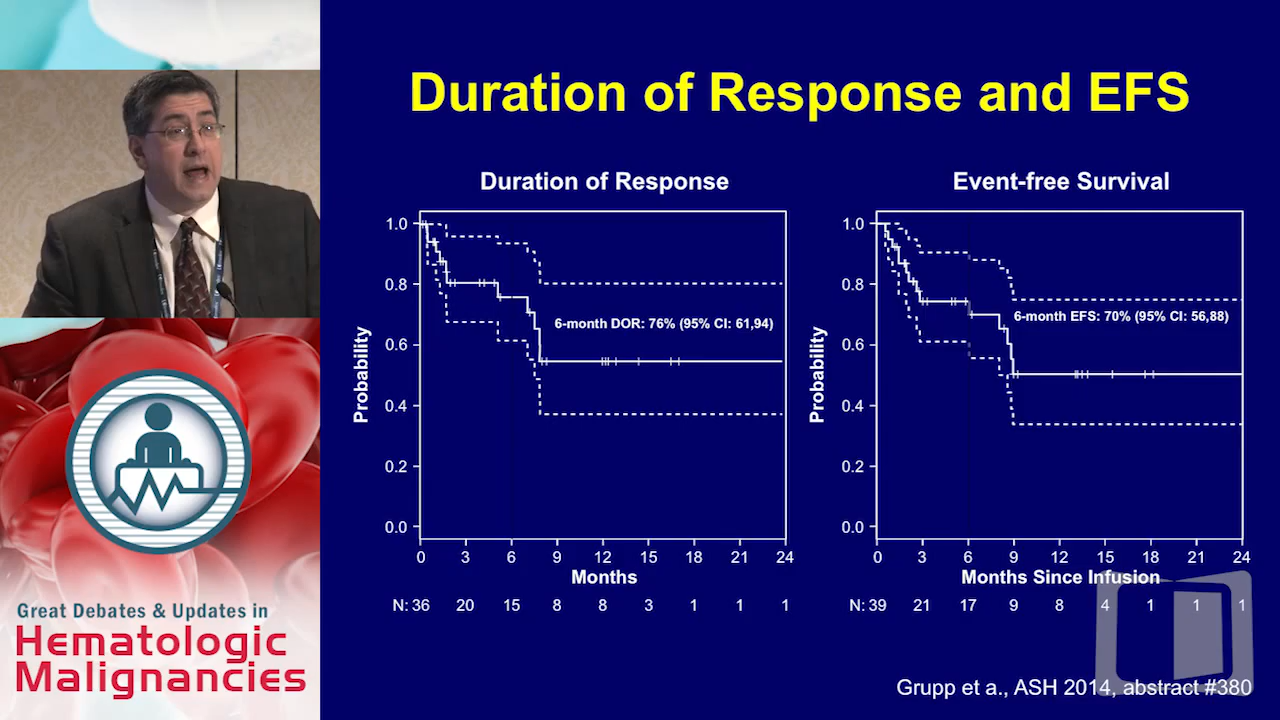 Duration of Response and EFS
Duration of Response
1.0
0.8
0.6
0.4
0.2
0.0
Probability
6-month DOR: 76% (95% CI: 61,94)
0 3 6 9 12 15 18 21 24
Months
N: 36 20 15 8 8 3 1 1 1
Event-free Survival
1.0
0.8
0.6
0.4
0.2
0.0
Probability
6-month EFS: 70% (95% CI: 56,88)
0 3 6 9 12 15 18 21 24
Months Since Infusion
N: 39 21 17 9 8 4 1 1 1
Grupp et a., ASH 2014, abstract #380
Great Debates & Updates in
Hematologic
Malignancies